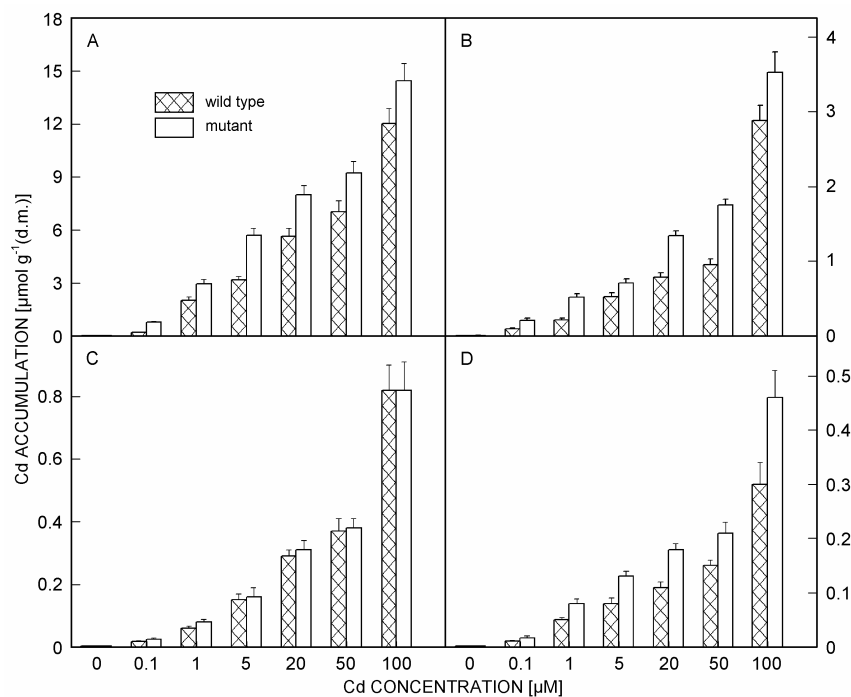 A
B
wild type
mutant
18
15
12
9
6
3
0
4
3
2
1
0
Cd ACCUMULATION [µmol g⁻¹(d.m.)]
C
D
0.8
0.6
0.4
0.2
0
0.5
0.4
0.3
0.2
0.1
0
0 0.1 1 5 20 50 100
0 0.1 1 5 20 50 100
Cd CONCENTRATION [µM]